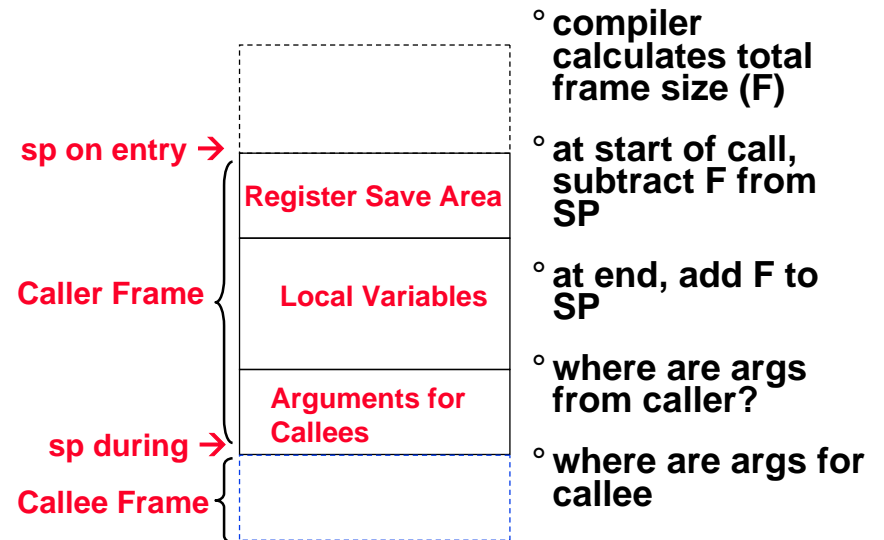 sp on entry →
Register Save Area
Caller Frame
Local Variables
Arguments for
Callees
sp during →
Callee Frame
° compiler
calculates total
frame size (F)
° at start of call,
subtract F from
SP
° at end, add F to
SP
° where are args
from caller?
° where are args for
callee